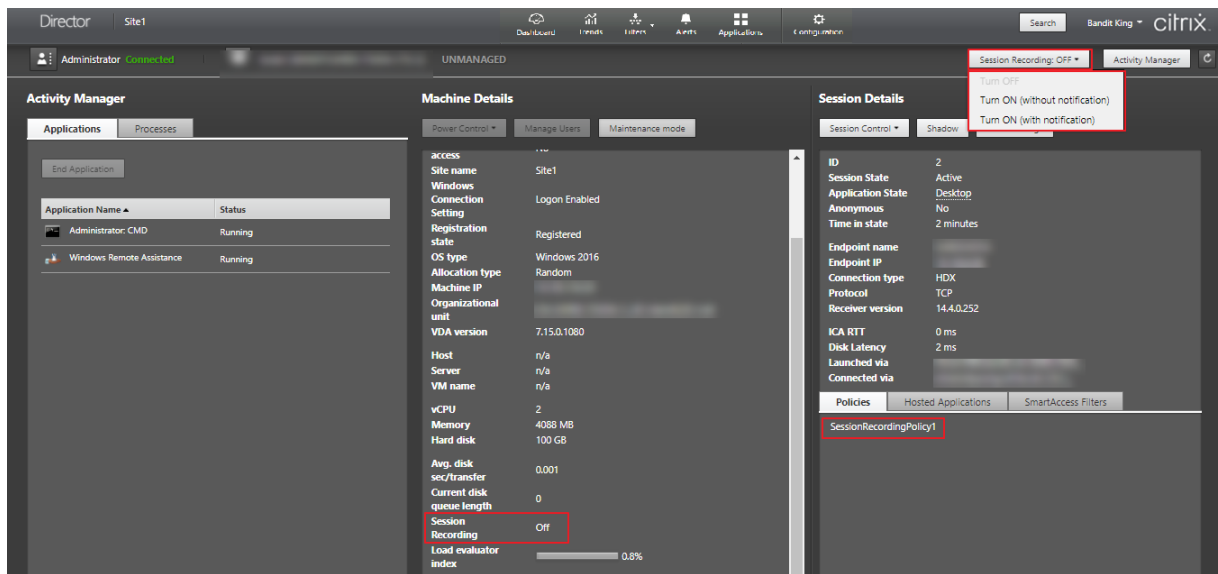 Director Site1
Dashboard Trends Filters Alerts Applications Configuration
Search Bandit King citrix
Administrator Connected UNMANAGED Session Recording: OFF Activity Manager
Turn OFF
Turn ON (without notification)
Turn ON (with notification)
Activity Manager
Applications Processes
End Application
Application Name Status
Administrator: CMD Running
Windows Remote Assistance Running
Machine Details
Power Control Manage Users Maintenance mode
access No
Site name Site1
Windows
Connection Logon Enabled
Setting
Registration
state Registered
OS type Windows 2016
Allocation type Random
Machine IP
Organizational
unit
VDA version 7.15.0.1080
Host n/a
Server n/a
VM name n/a
vCPU 2
Memory 4088 MB
Hard disk 100 GB
Avg. disk
sec/transfer 0.001
Current disk
queue length 0
Session
Recording Off
Load evaluator
index 0.8%
Session Details
Session Control Shadow
ID 2
Session State Active
Application State Desktop
Anonymous No
Time in state 2 minutes
Endpoint name
Endpoint IP
Connection type HDX
Protocol TCP
Receiver version 14.4.0.252
ICA RTT 0 ms
Disk Latency 2 ms
Launched via
Connected via
Policies Hosted Applications SmartAccess Filters
SessionRecordingPolicy1